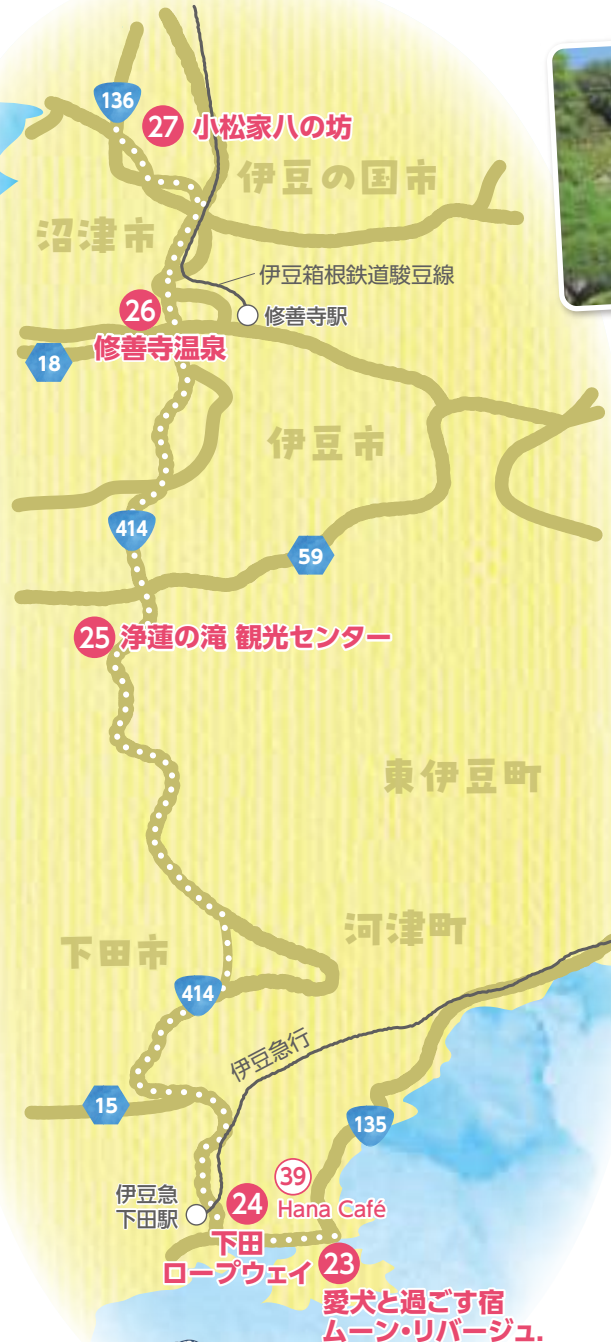 136
27 小松家八の坊
伊豆の国市
沼津市
伊豆箱根鉄道駿豆線
修善寺駅
26
修善寺温泉
18
伊豆市
414
59
25 浄蓮の滝 観光センター
東伊豆町
河津町
下田市
414
伊豆急行
15
135
39
Hana Café
伊豆急
下田駅
24
下田
ロープウェイ
23
愛犬と過ごす宿
ムーン・リバージュ